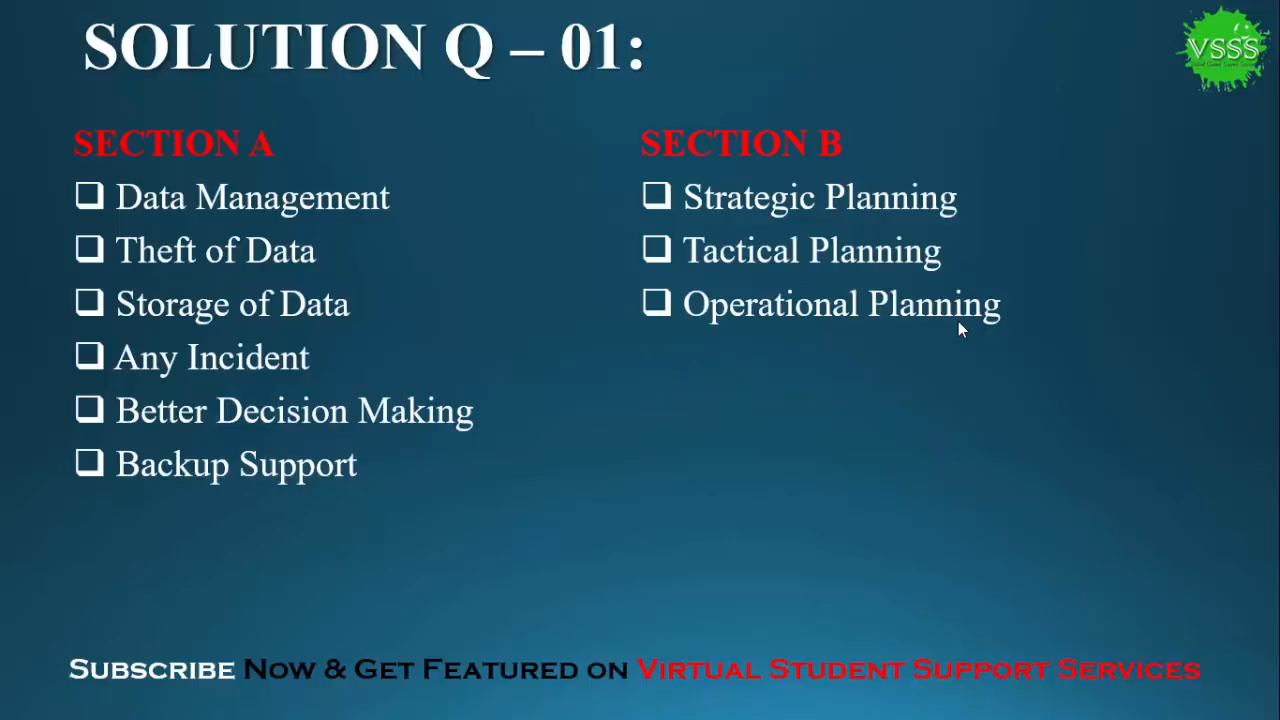 SOLUTION Q – 01:
VSSS
SECTION A
Data Management
Theft of Data
Storage of Data
Any Incident
Better Decision Making
Backup Support
SECTION B
Strategic Planning
Tactical Planning
Operational Planning
Subscribe Now & Get Featured on Virtual Student Support Services